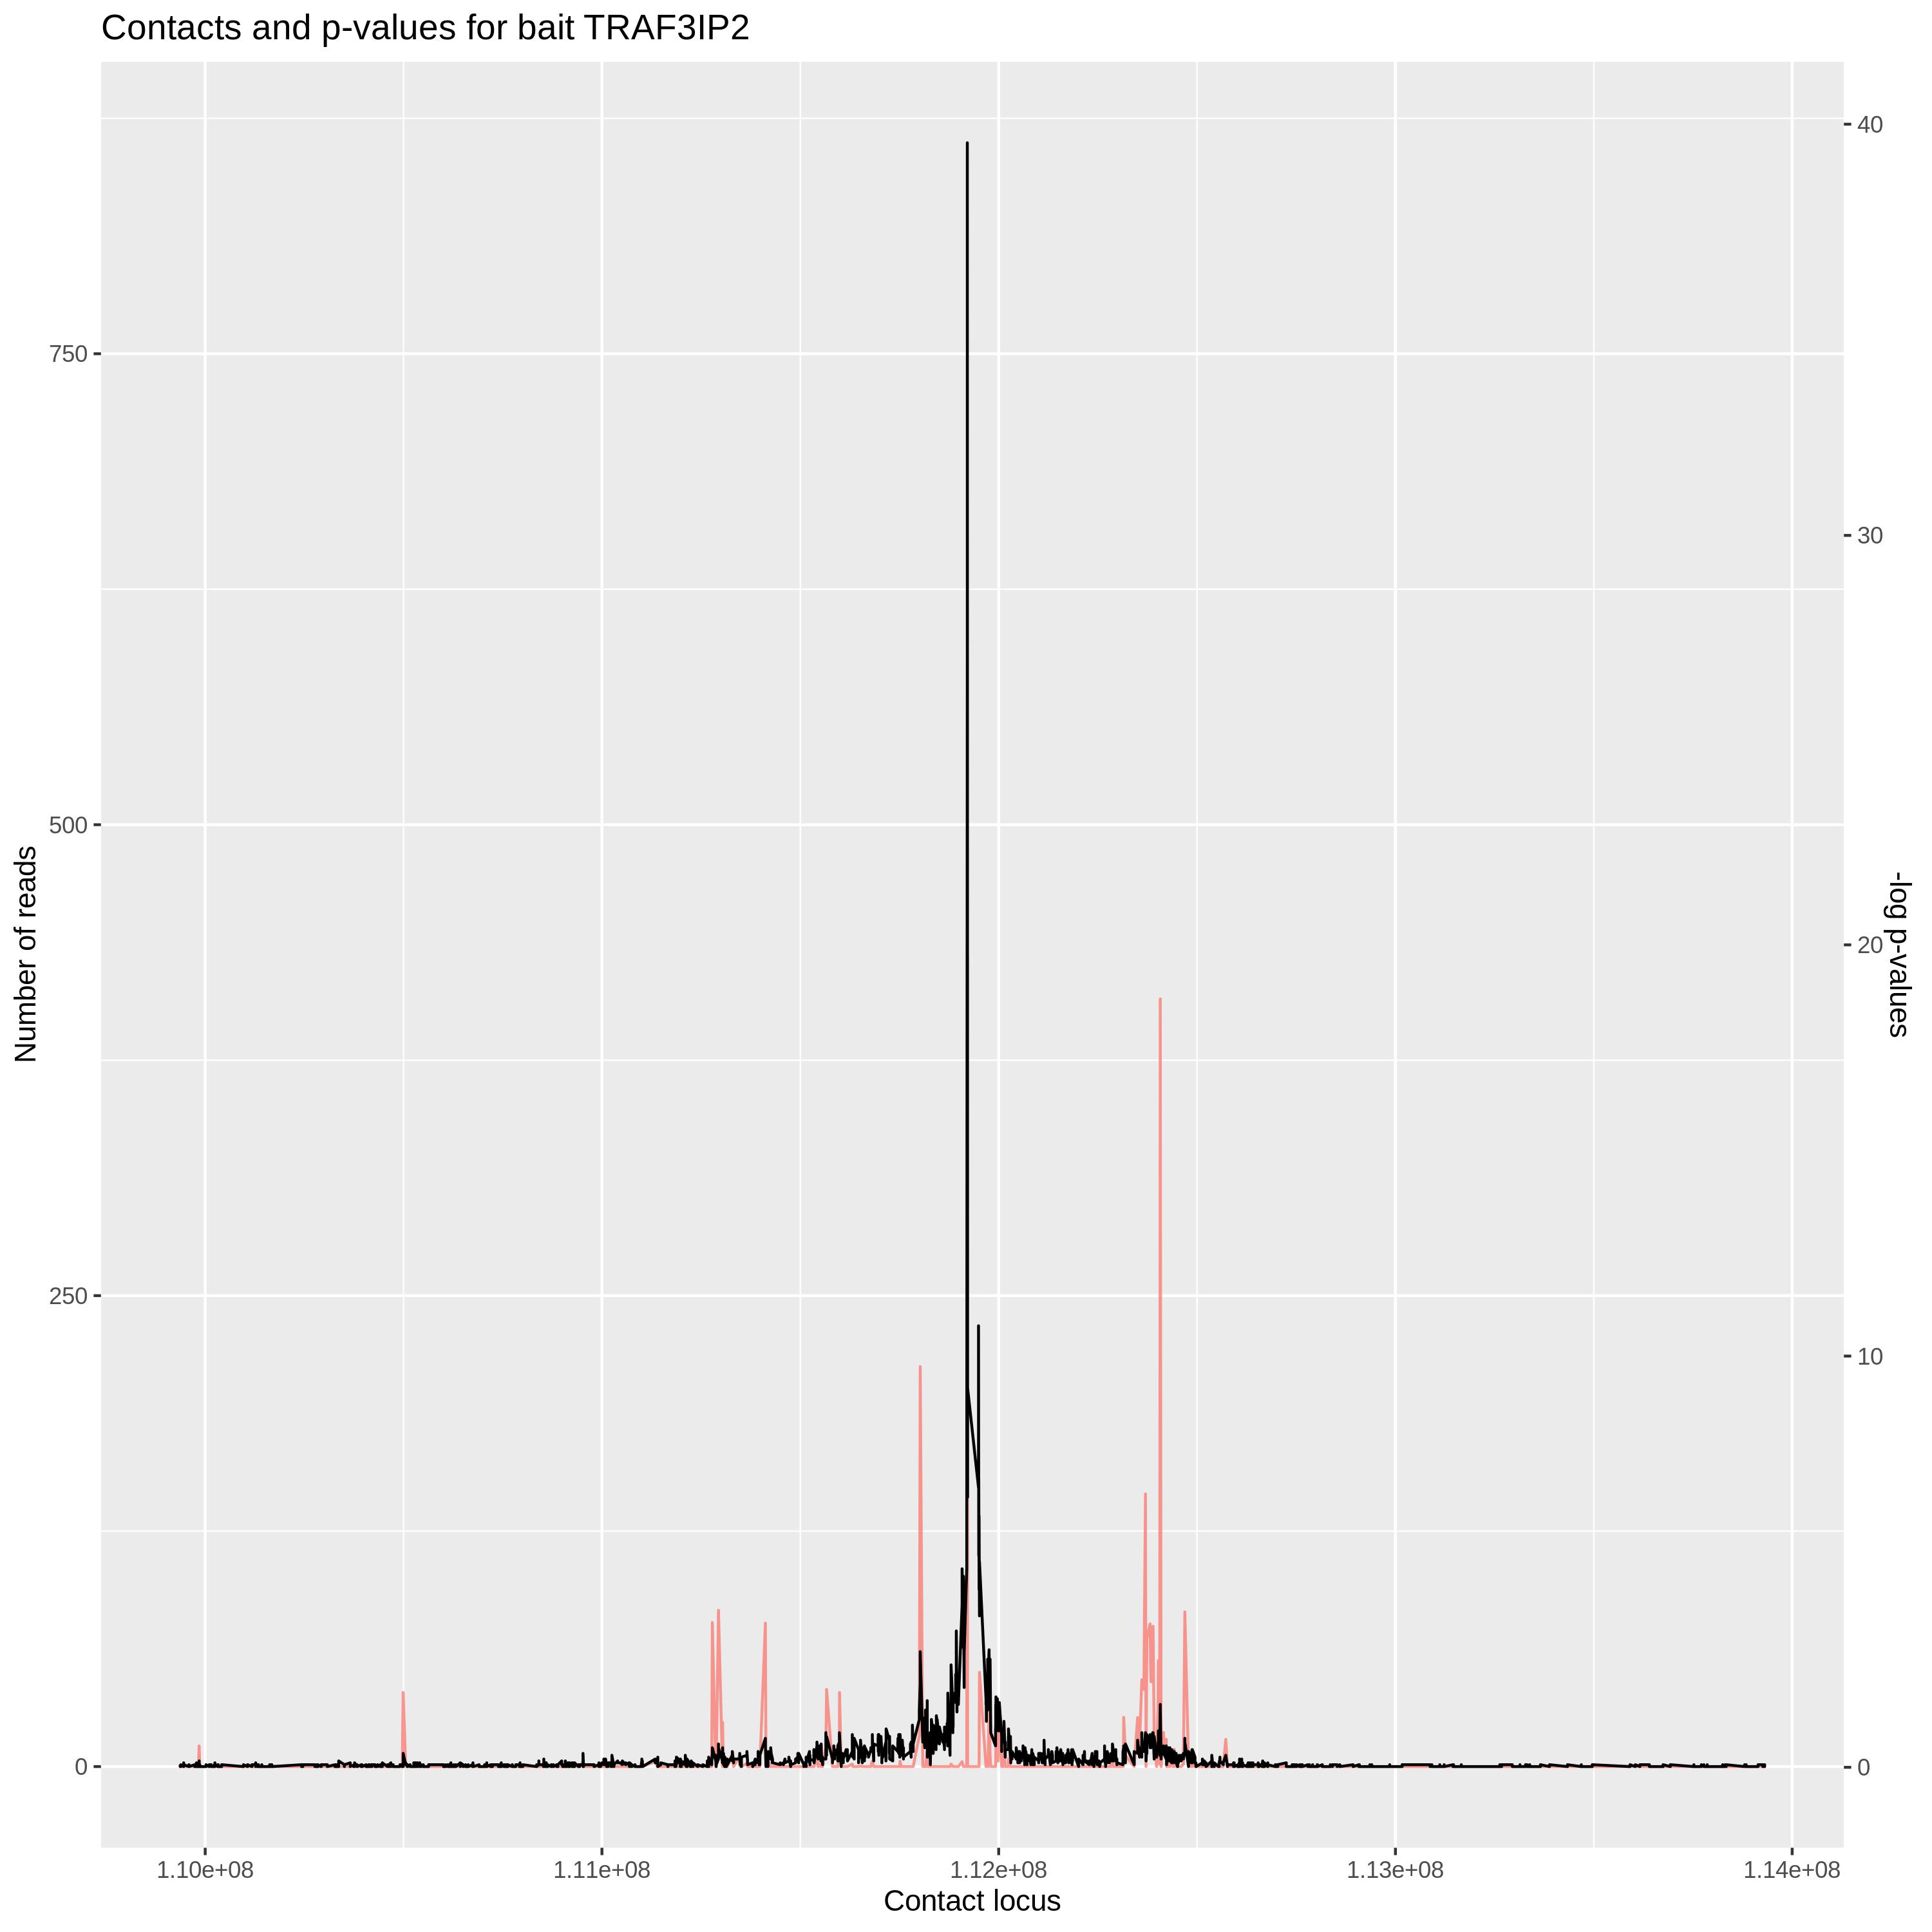 Contacts and p-values for bait TRAF3IP2
40
750
30
500
Number of reads
-log p-values
20
250
10
0
0
1.10e+08
1.11e+08
1.12e+08
1.13e+08
1.14e+08
Contact locus